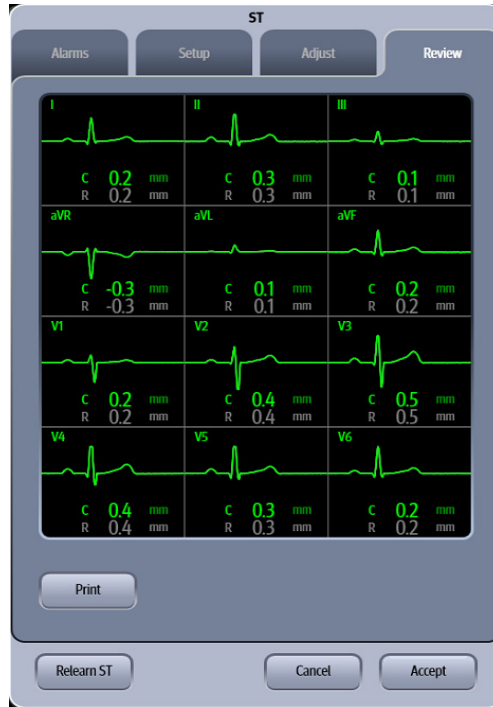 ST
Alarms Setup Adjust Review
I II III
C 0.2 mm C 0.3 mm C 0.1 mm
R 0.2 mm R 0.3 mm R 0.1 mm
aVR aVL aVF
C -0.3 mm C 0.1 mm C 0.2 mm
R -0.3 mm R 0.1 mm R 0.2 mm
V1 V2 V3
C 0.2 mm C 0.4 mm C 0.5 mm
R 0.2 mm R 0.4 mm R 0.5 mm
V4 V5 V6
C 0.4 mm C 0.3 mm C 0.2 mm
R 0.4 mm R 0.3 mm R 0.2 mm
Print
Relearn ST Cancel Accept